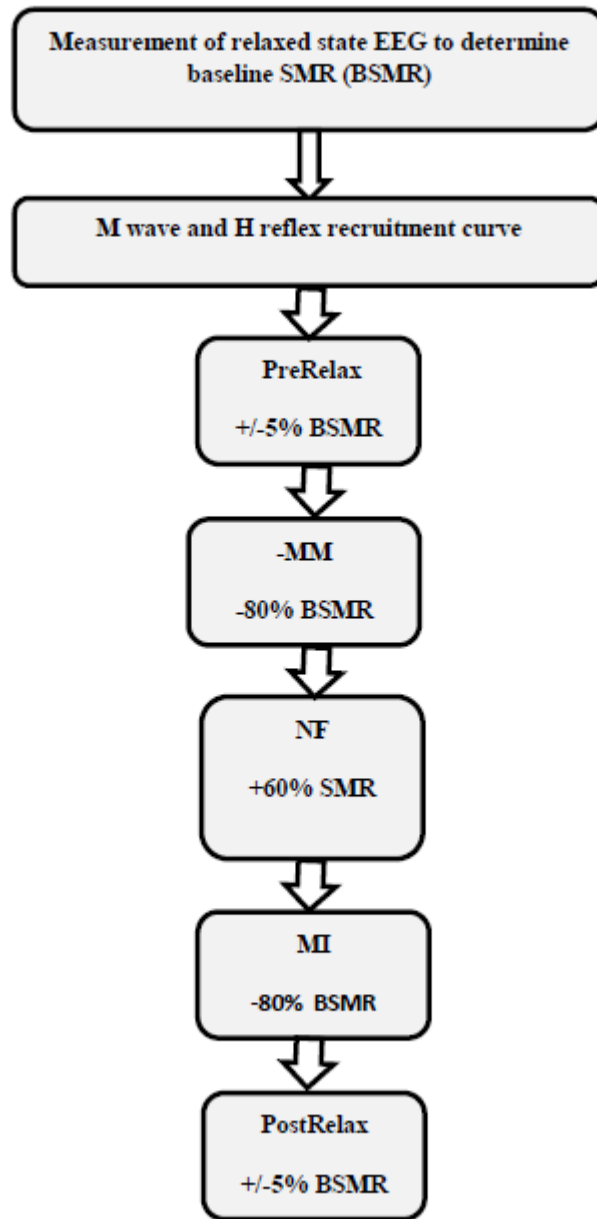 Measurement of relaxed state EEG to determine
baseline SMR (BSMR)
M wave and H reflex recruitment curve
PreRelax
+/-5% BSMR
-MM
-80% BSMR
NF
+60% SMR
MI
-80% BSMR
PostRelax
+/-5% BSMR